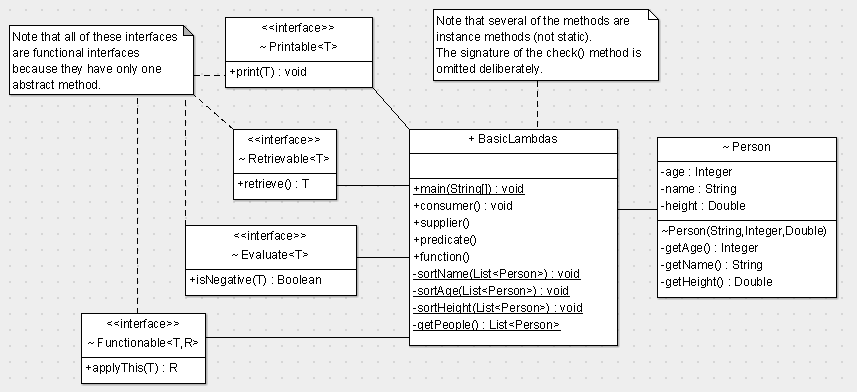 Note that all of these interfaces
are functional interfaces
because they have only one
abstract method.
<<interface>>
~ Printable<T>
+print(T) : void
Note that several of the methods are
instance methods (not static).
The signature of the check() method is
omitted deliberately.
<<interface>>
~ Retrievable<T>
+retrieve() : T
<<interface>>
~ Evaluate<T>
+isNegative(T) : Boolean
<<interface>>
~ Functionable<T,R>
+applyThis(T) : R
+ BasicLambdas
+main(String[]) : void
+consumer() : void
+supplier()
+predicate()
+function()
-sortName(List<Person>) : void
-sortAge(List<Person>) : void
-sortHeight(List<Person>) : void
-getPeople() : List<Person>
~ Person
-age : Integer
-name : String
-height : Double
~Person(String,Integer,Double)
-getAge() : Integer
-getName() : String
-getHeight() : Double